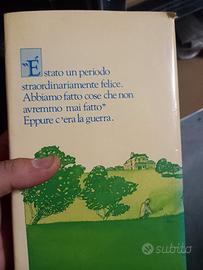 "É stato un periodo
straordinariamente felice.
Abbiamo fatto cose che non
avremmo mai fatto"
Eppure c'era la guerra.
subito